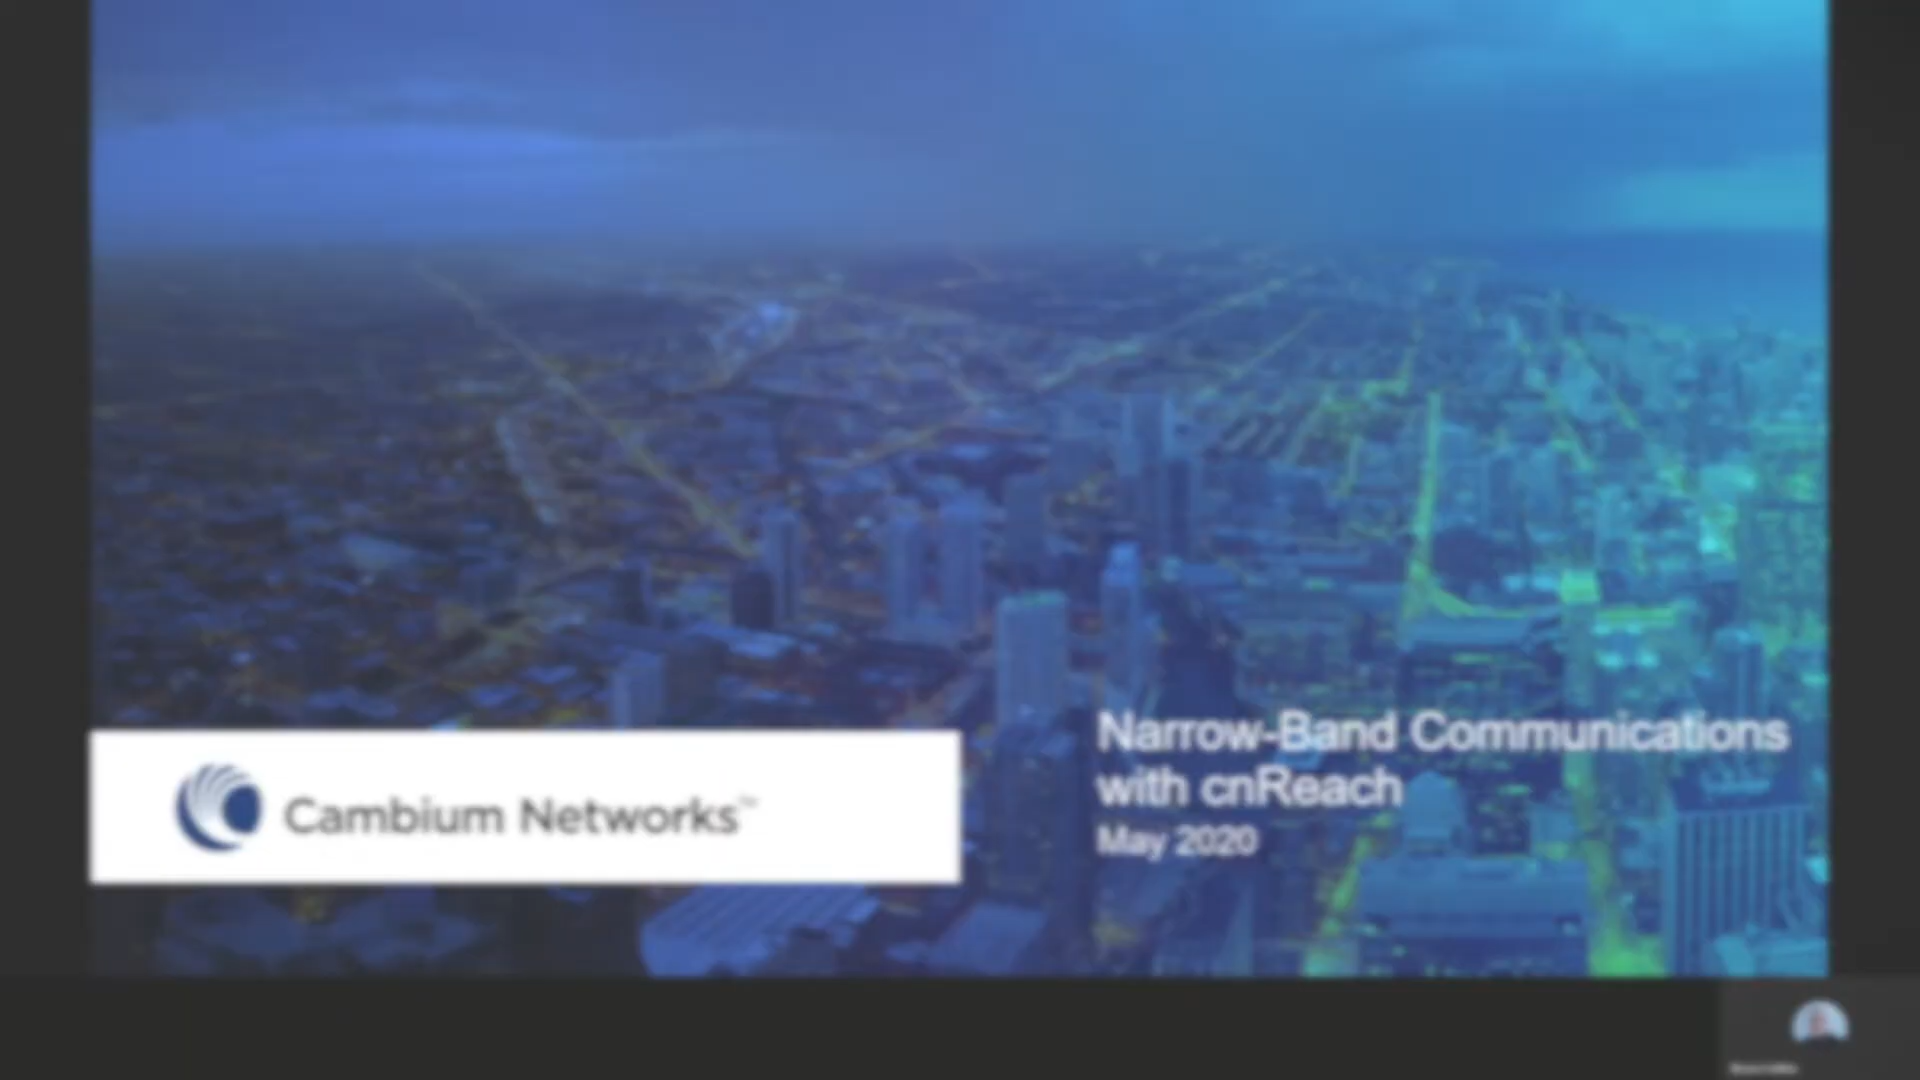 Cambium Networks™
Narrow-Band Communications
with cnReach
May 2020